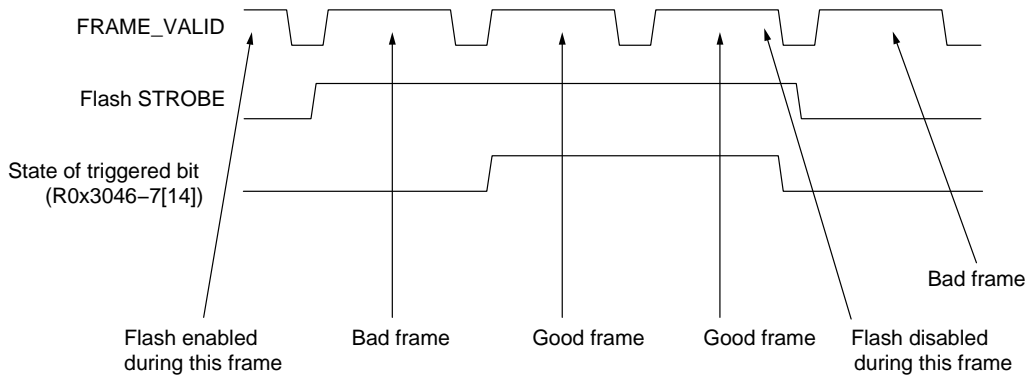 FRAME_VALID
Flash STROBE
State of triggered bit
(R0x3046−7[14])
Bad frame
Flash enabled
during this frame
Bad frame
Good frame
Good frame
Flash disabled
during this frame